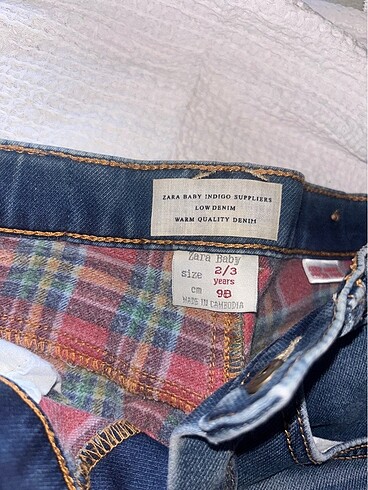 ZARA BABY INDIGO SUPPLIERS
LOW DENIM
WARM QUALITY DENIM
Zara Baby
size 2/3
years
cm 98
MADE IN CAMBODIA